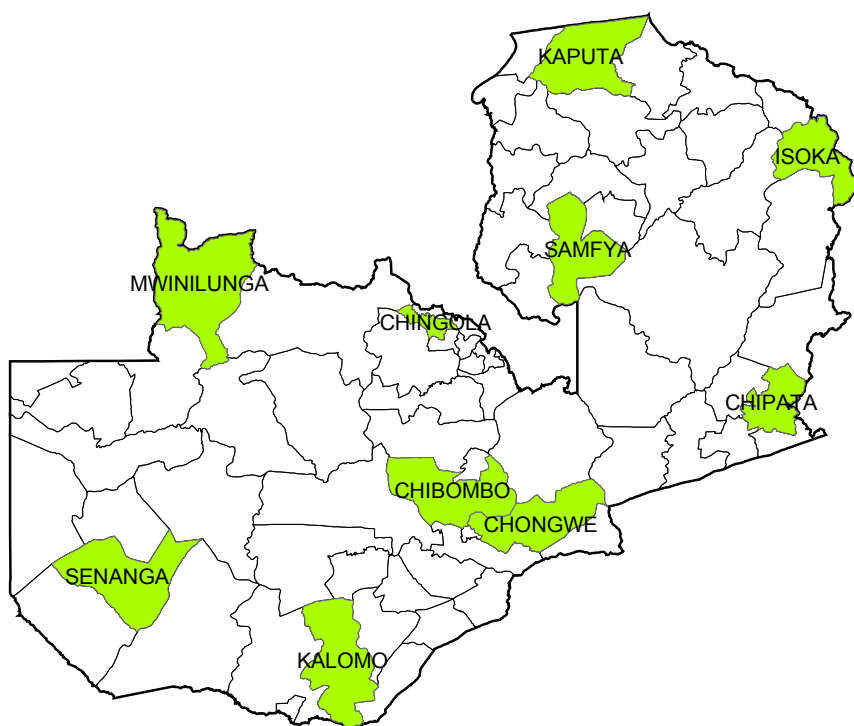 KAPUTA
ISOKA
SAMFYA
MWINILUNGA
CHINGOLA
CHIPATA
CHIBOMBO
CHONGWE
SENANGA
KALOMO